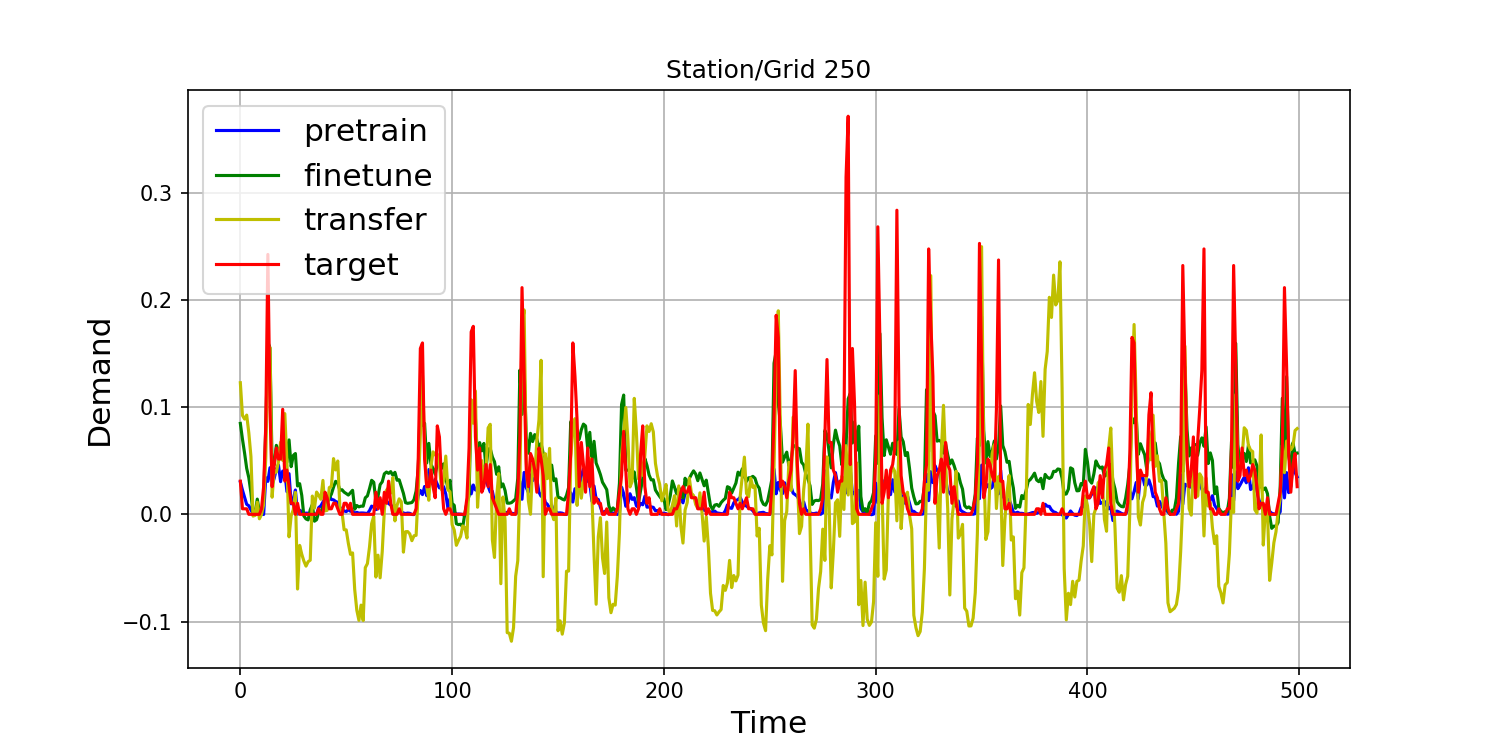 Station/Grid 250
pretrain
finetune
transfer
target
Demand
0.3
0.2
0.1
0.0
−0.1
0 100 200 300 400 500
Time